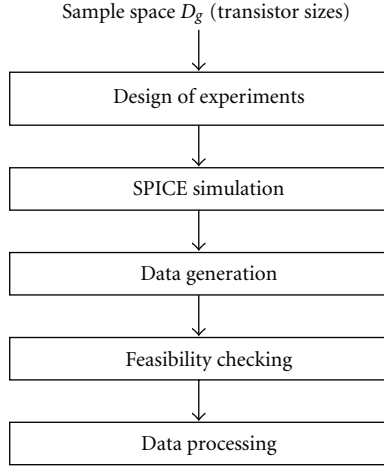 Sample space D_g (transistor sizes)
Design of experiments
SPICE simulation
Data generation
Feasibility checking
Data processing